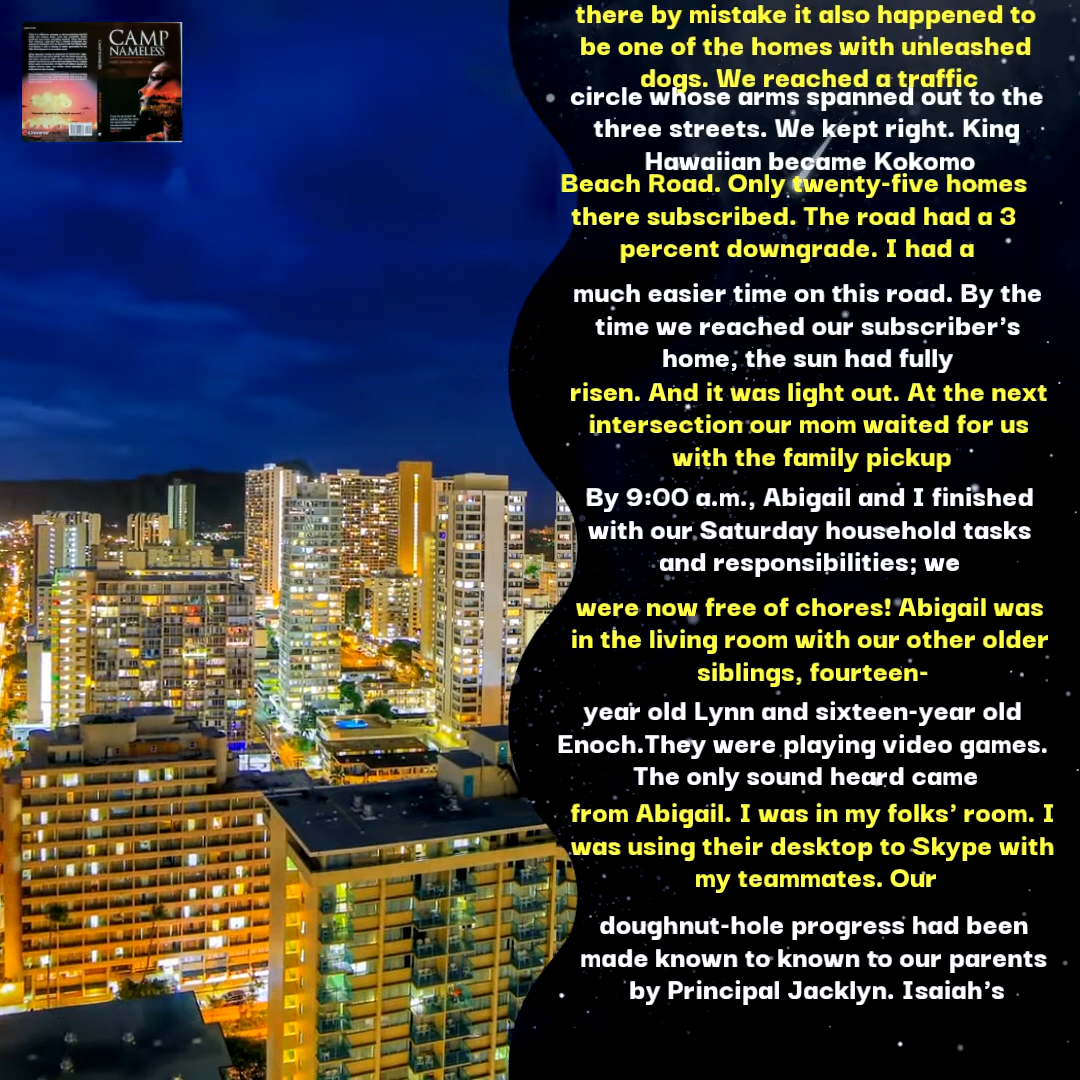 CAMP
NAMELESS
there by mistake it also happened to
be one of the homes with unleashed
dogs. We reached a traffic
circle whose arms spanned out to the
three streets. We kept right. King
Hawaiian became Kokomo
Beach Road. Only twenty-five homes
there subscribed. The road had a 3
percent downgrade. I had a
much easier time on this road. By the
time we reached our subscriber's
home, the sun had fully
risen. And it was light out. At the next
intersection our mom waited for us
with the family pickup
By 9:00 a.m., Abigail and I finished
with our Saturday household tasks
and responsibilities; we
were now free of chores! Abigail was
in the living room with our other older
siblings, fourteen-
year old Lynn and sixteen-year old
Enoch.They were playing video games.
The only sound heard came
from Abigail. I was in my folks' room. I
was using their desktop to Skype with
my teammates. Our
doughnut-hole progress had been
made known to known to our parents
by Principal Jacklyn. Isaiah's